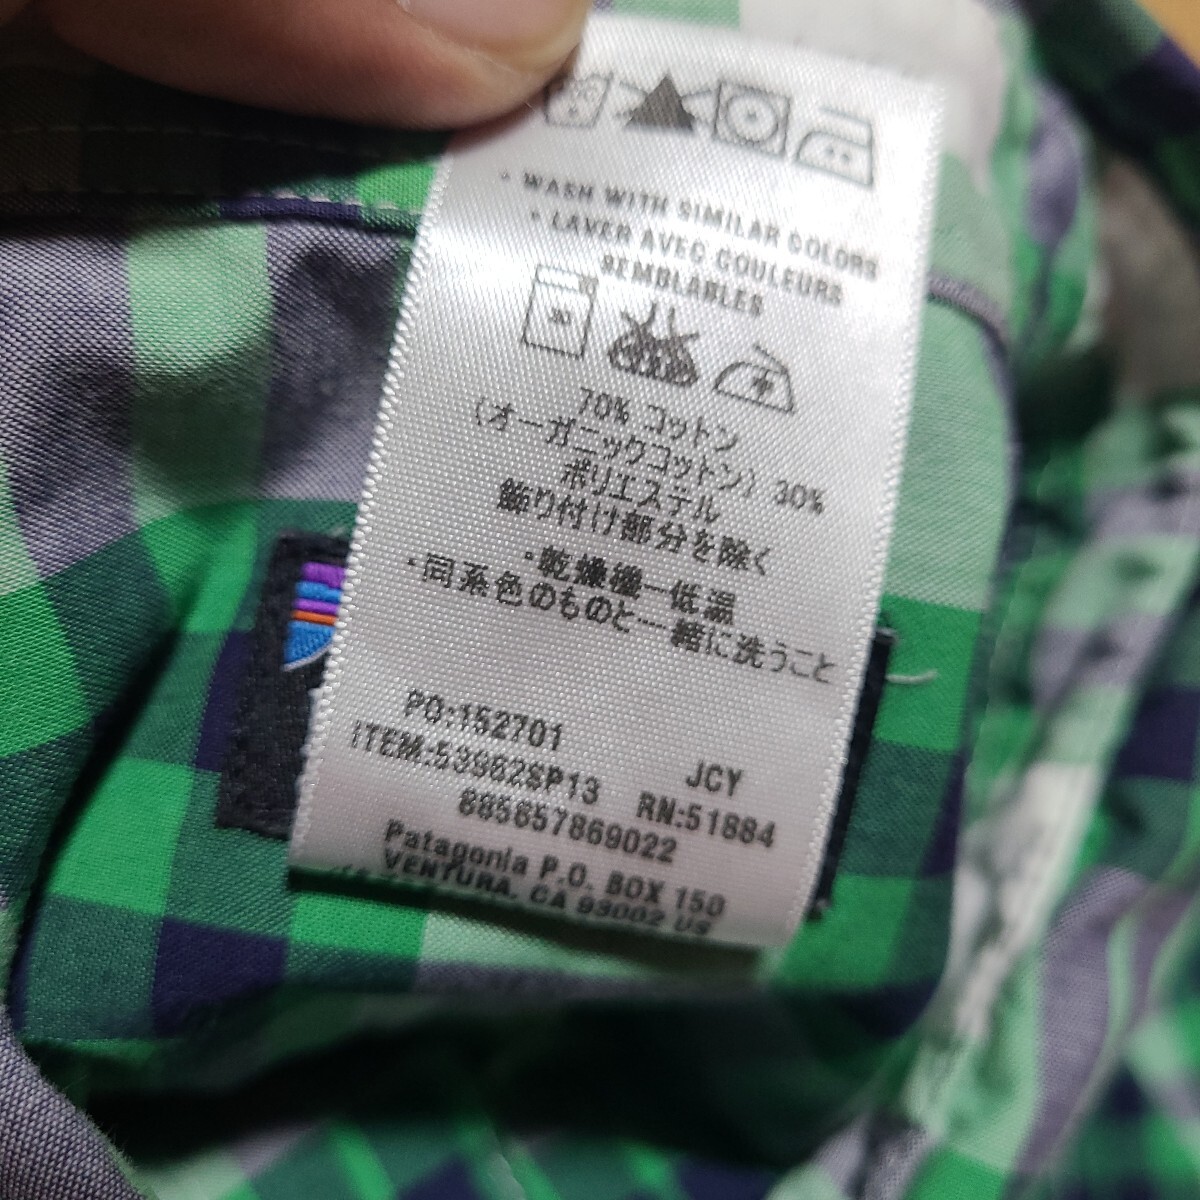 • WASH WITH SIMILAR COLORS
• LAVER AVEC COULEURS
SEMBLABLES
30
70% コットン
(オーガニックコットン) 30%
ポリエステル
飾り付け部分を除く
・乾燥機ー低温
・同系色のものと一緒に洗うこと
PO:152701
JCY
ITEM:53962SP13
RN:51884
885657869022
Patagonia P.O. BOX 150
VENTURA, CA 93002 US